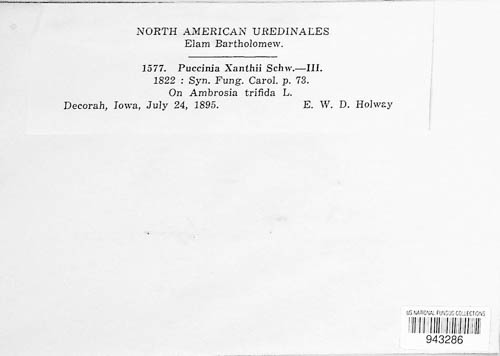 NORTH AMERICAN UREDINALES
Elam Bartholomew.
1577. Puccinia Xanthii Schw.—III.
1822 : Syn. Fung. Carol. p. 73.
On Ambrosia trifida L.
Decorah, Iowa, July 24, 1895. E. W. D. Holway
US NATIONAL FUNGUS COLLECTIONS
943286